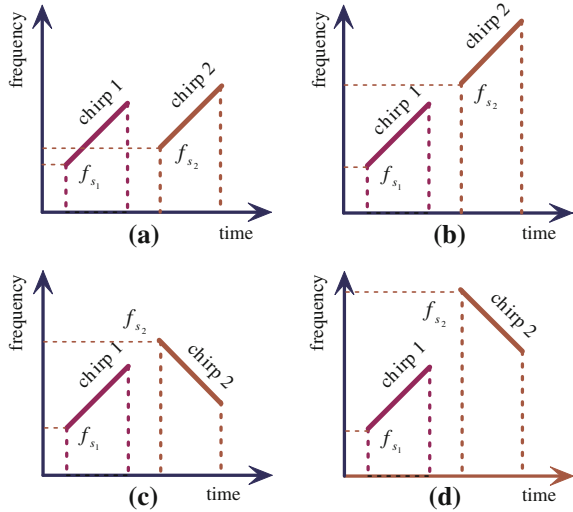 frequency
chirp 1
chirp 2
f_{s_1}
f_{s_2}
(a)
time
frequency
chirp 1
chirp 2
f_{s_1}
f_{s_2}
(b)
time
frequency
chirp 1
f_{s_2}
chirp 2
f_{s_1}
(c)
time
frequency
chirp 1
f_{s_2}
chirp 2
f_{s_1}
(d)
time